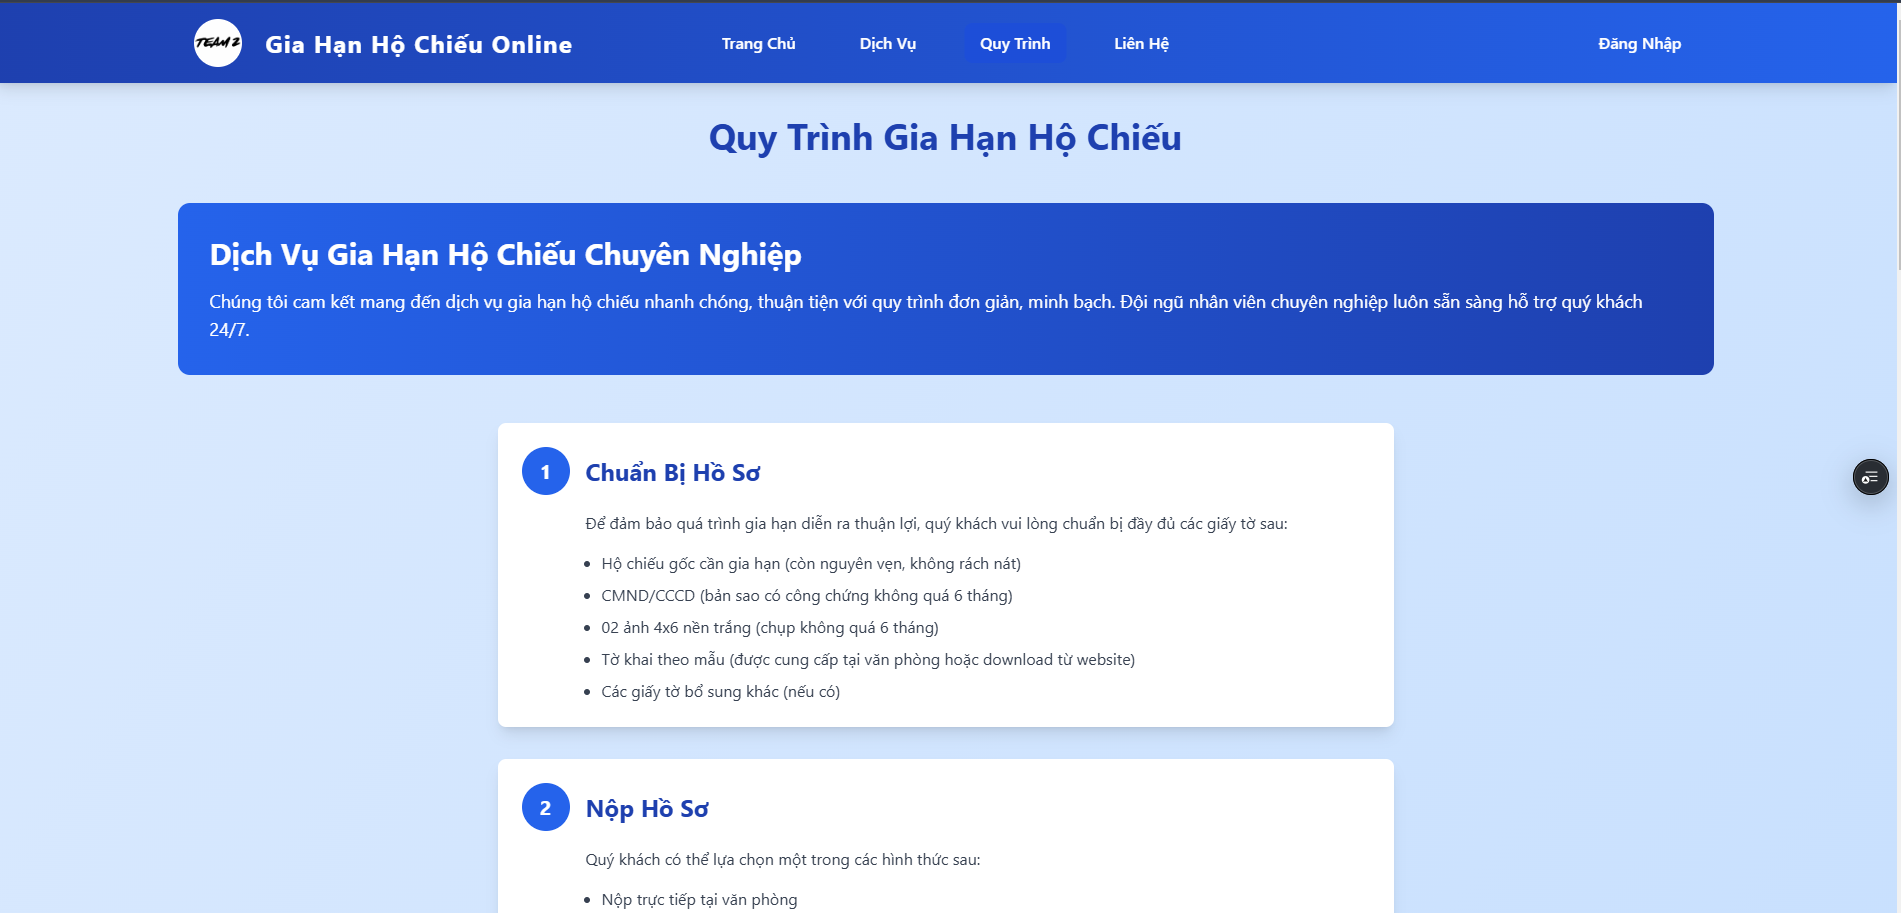 TEAM 2
Gia Hạn Hộ Chiếu Online
Trang Chủ
Dịch Vụ
Quy Trình
Liên Hệ
Đăng Nhập
Quy Trình Gia Hạn Hộ Chiếu
Dịch Vụ Gia Hạn Hộ Chiếu Chuyên Nghiệp
Chúng tôi cam kết mang đến dịch vụ gia hạn hộ chiếu nhanh chóng, thuận tiện với quy trình đơn giản, minh bạch. Đội ngũ nhân viên chuyên nghiệp luôn sẵn sàng hỗ trợ quý khách
24/7.
1
Chuẩn Bị Hồ Sơ
Để đảm bảo quá trình gia hạn diễn ra thuận lợi, quý khách vui lòng chuẩn bị đầy đủ các giấy tờ sau:
Hộ chiếu gốc cần gia hạn (còn nguyên vẹn, không rách nát)
CMND/CCCD (bản sao có công chứng không quá 6 tháng)
02 ảnh 4x6 nền trắng (chụp không quá 6 tháng)
Tờ khai theo mẫu (được cung cấp tại văn phòng hoặc download từ website)
Các giấy tờ bổ sung khác (nếu có)
2
Nộp Hồ Sơ
Quý khách có thể lựa chọn một trong các hình thức sau:
Nộp trực tiếp tại văn phòng